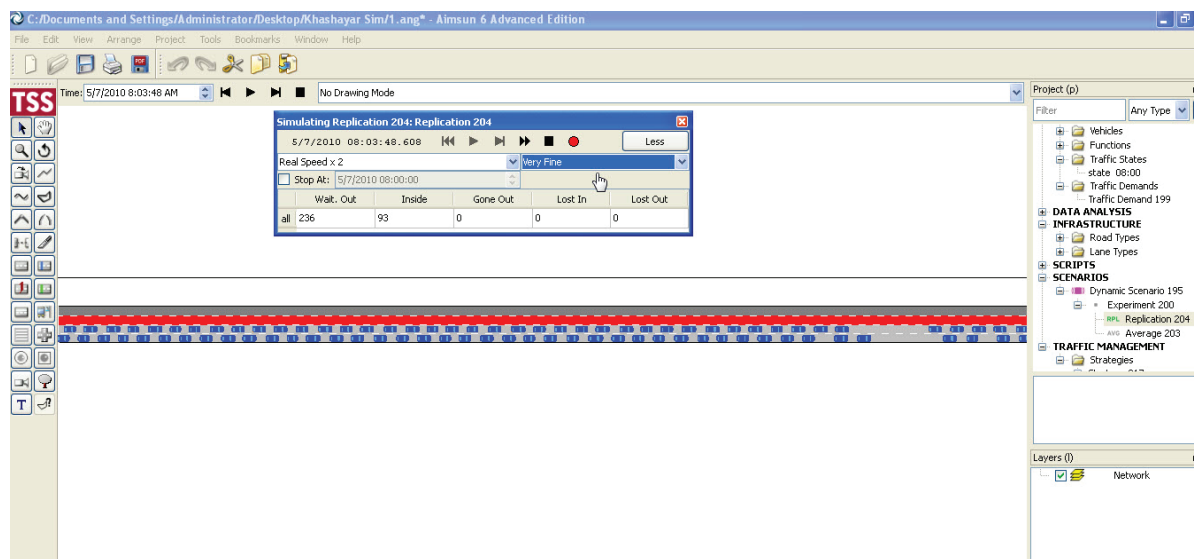 C:/Documents and Settings/Administrator/Desktop/Khashayar Sim/1.ang* - Aimsun 6 Advanced Edition
File Edit View Arrange Project Tools Bookmarks Window Help
PDF
TSS
Time: 5/7/2010 8:03:48 AM
No Drawing Mode
Simulating Replication 204: Replication 204
5/7/2010 08:03:48.608
Less
Real Speed x 2
Very Fine
Stop At: 5/7/2010 08:00:00
Wait. Out Inside Gone Out Lost In Lost Out
all 236 93 0 0 0
T
Project (p)
Filter
Any Type
Vehicles
Functions
Traffic States
state 08:00
Traffic Demands
Traffic Demand 199
DATA ANALYSIS
INFRASTRUCTURE
Road Types
Lane Types
SCRIPTS
SCENARIOS
Dynamic Scenario 195
Experiment 200
RPL Replication 204
AVG Average 203
TRAFFIC MANAGEMENT
Strategies
Layers (l)
Network